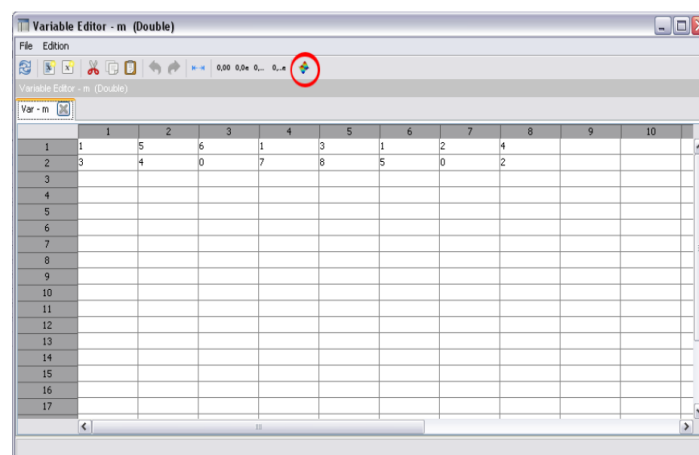 Variable Editor - m (Double)
File Edition
0,00 0,0e 0,... 0,..e
Variable Editor - m (Double)
Var - m
1 2 3 4 5 6 7 8 9 10
1 1 5 6 1 3 1 2 4
2 3 4 0 7 8 5 0 2
3
4
5
6
7
8
9
10
11
12
13
14
15
16
17